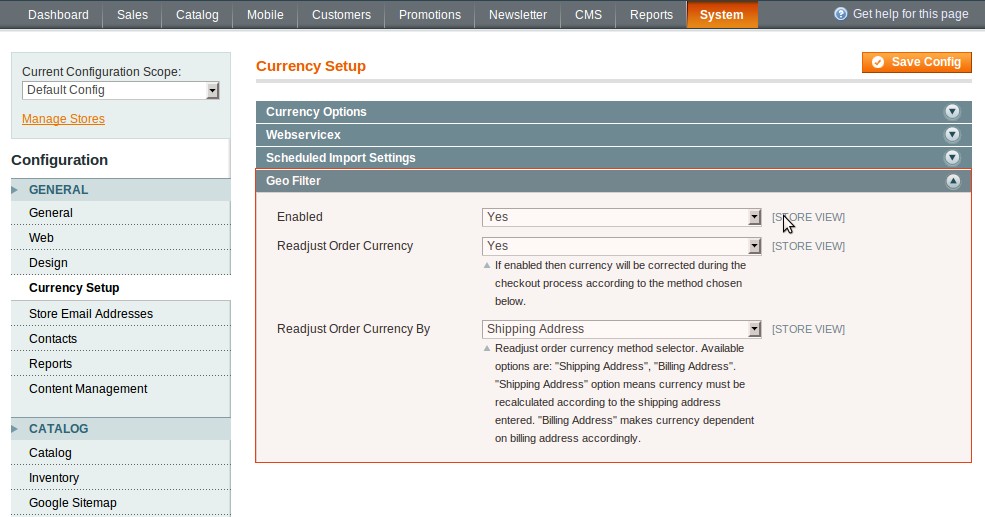 Dashboard Sales Catalog Mobile Customers Promotions Newsletter CMS Reports System Get help for this page
Current Configuration Scope:
Default Config
Manage Stores
Configuration
GENERAL
General
Web
Design
Currency Setup
Store Email Addresses
Contacts
Reports
Content Management
CATALOG
Catalog
Inventory
Google Sitemap
Currency Setup
Save Config
Currency Options
Webservicex
Scheduled Import Settings
Geo Filter
Enabled Yes [STORE VIEW]
Readjust Order Currency Yes [STORE VIEW]
If enabled then currency will be corrected during the
checkout process according to the method chosen
below.
Readjust Order Currency By Shipping Address [STORE VIEW]
Readjust order currency method selector. Available
options are: "Shipping Address", "Billing Address".
"Shipping Address" option means currency must be
recalculated according to the shipping address
entered. "Billing Address" makes currency dependent
on billing address accordingly.